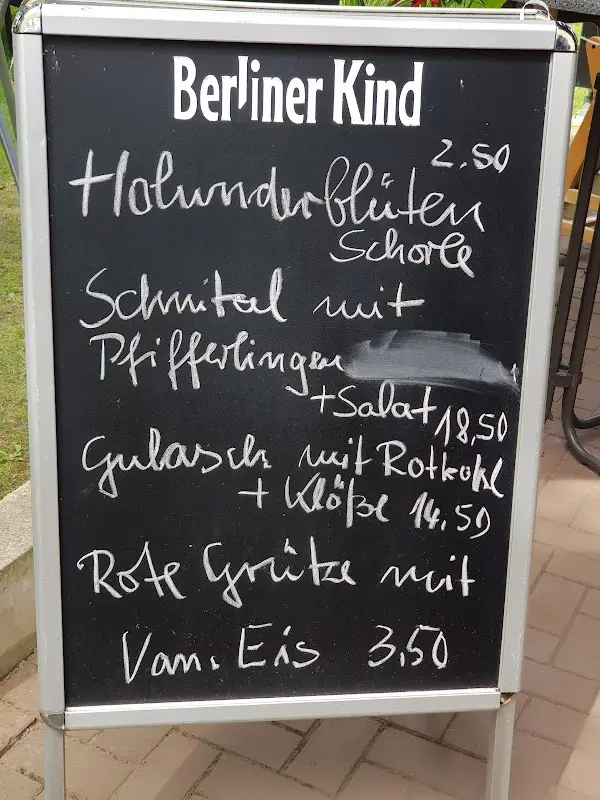 Berliner Kind
2.50
Holunderblüten
Schorle
Schnitzel mit
Pfifferlingen
+ Salat 18,50
Gulasch mit Rotkohl
+ Klöße 14.50
Rote Grütze mit
Van. Eis 3,50